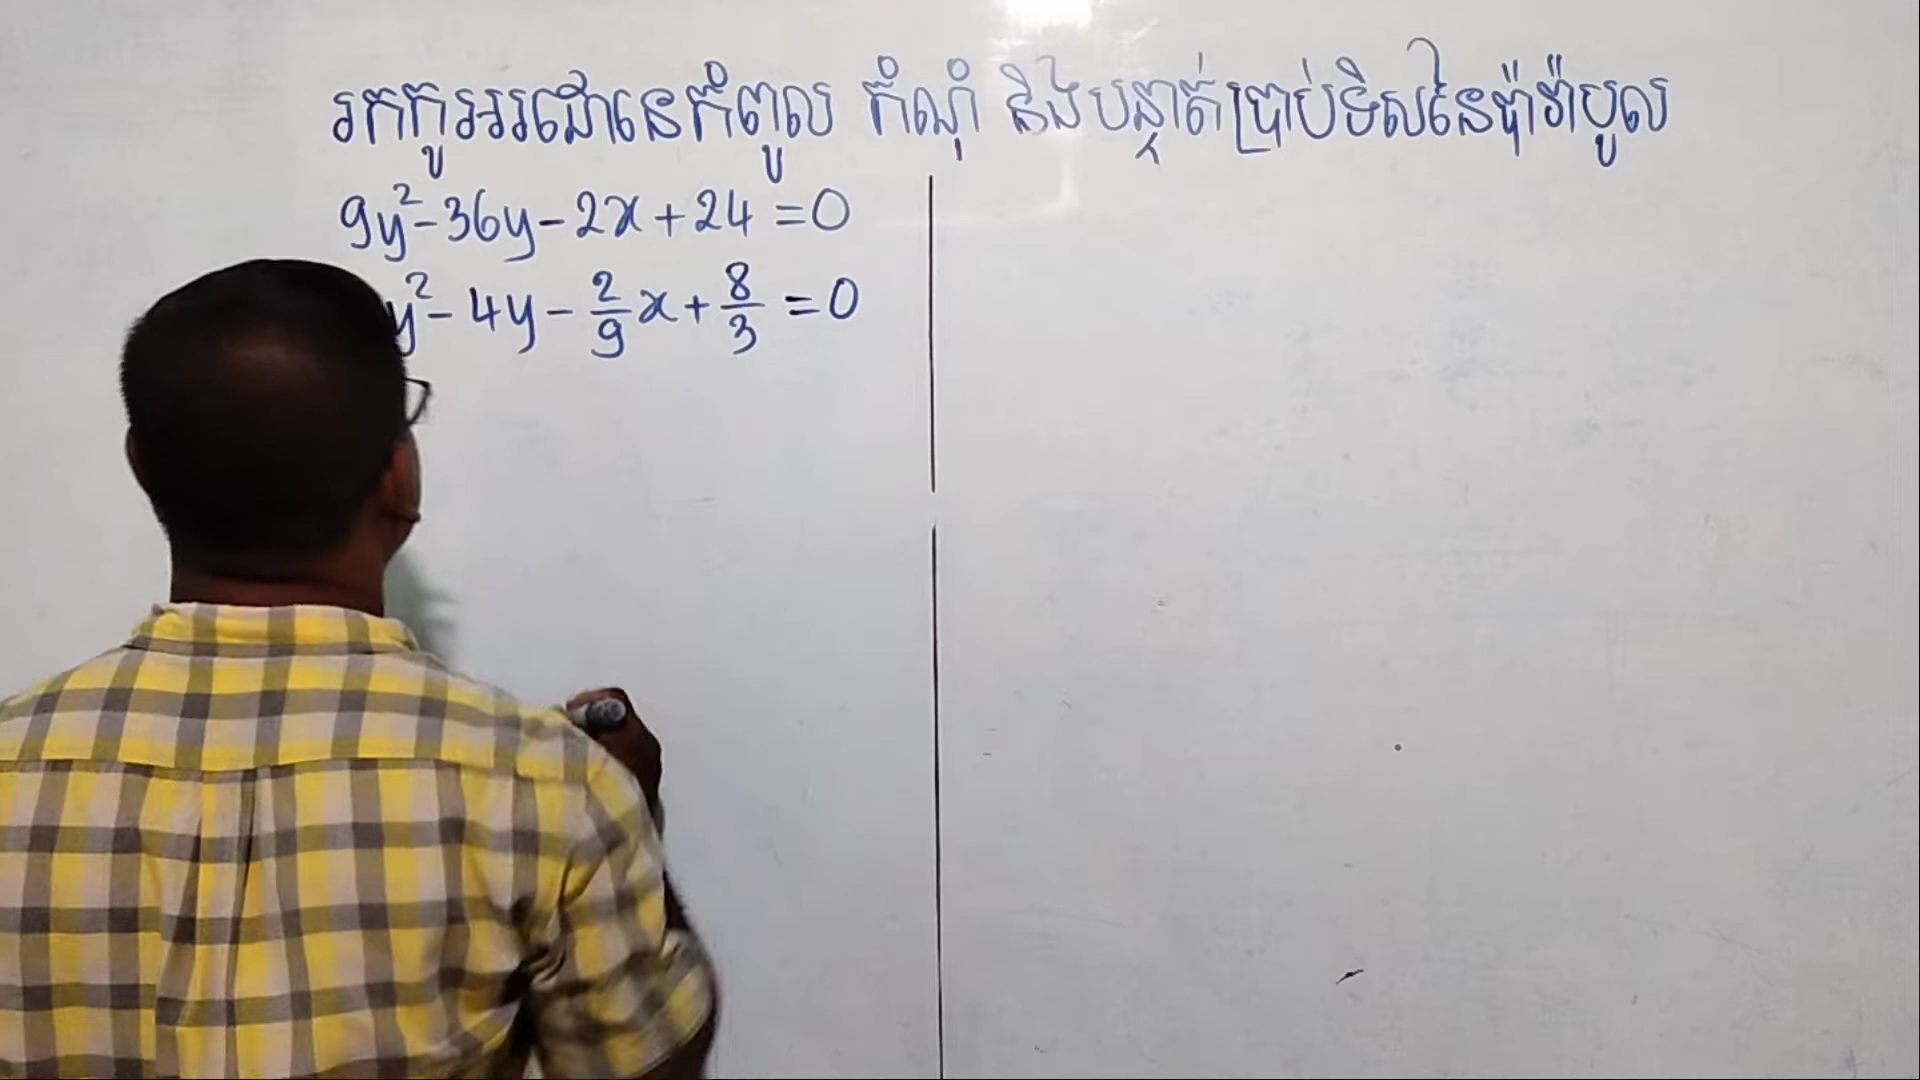 រកកូអរដោនេកំពូល កំណុំ និងបន្ទាត់ប្រាប់ទិសនៃប៉ារ៉ាបូល
9y²-36y-2x+24=0
y²-4y-2/9x+8/3=0